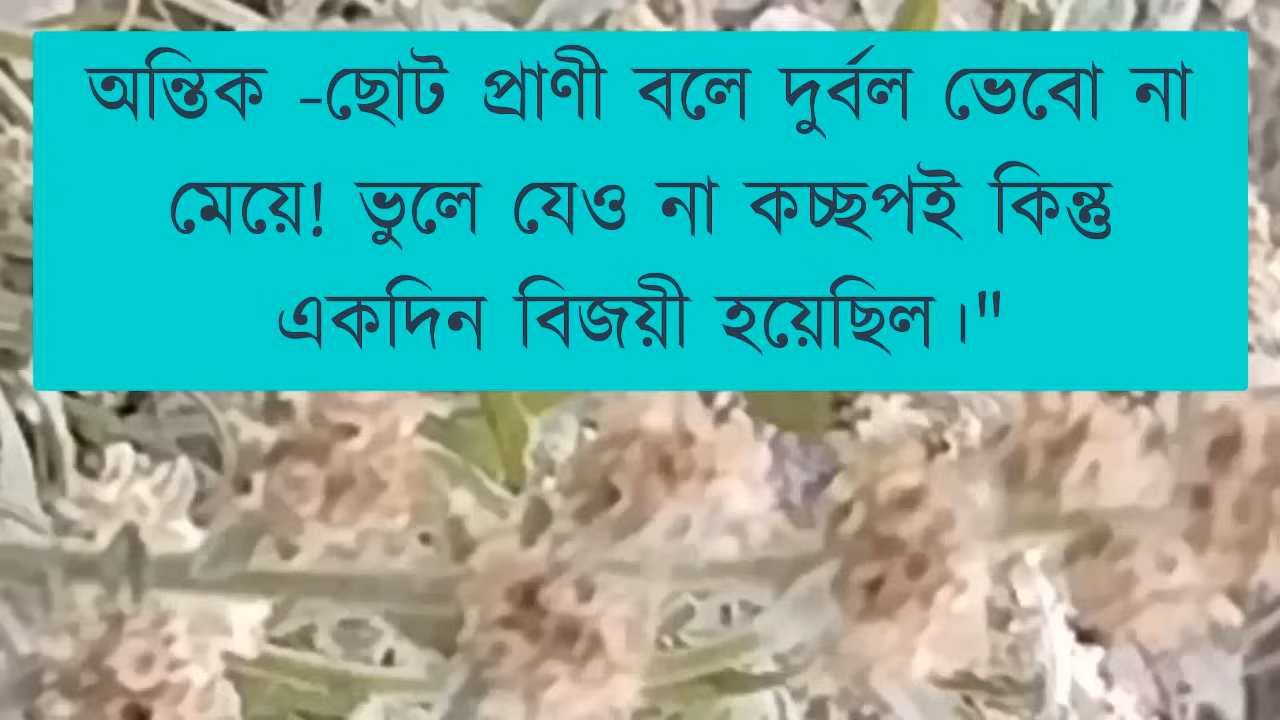 অন্তিক -ছোট প্রাণী বলে দুর্বল ভেবো না
মেয়ে! ভুলে যেও না কচ্ছপই কিন্তু
একদিন বিজয়ী হয়েছিল।"